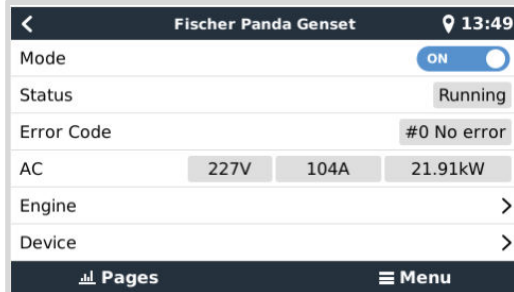 Fischer Panda Genset 13:49
Mode ON
Status Running
Error Code #0 No error
AC 227V 104A 21.91kW
Engine
Device
Pages Menu